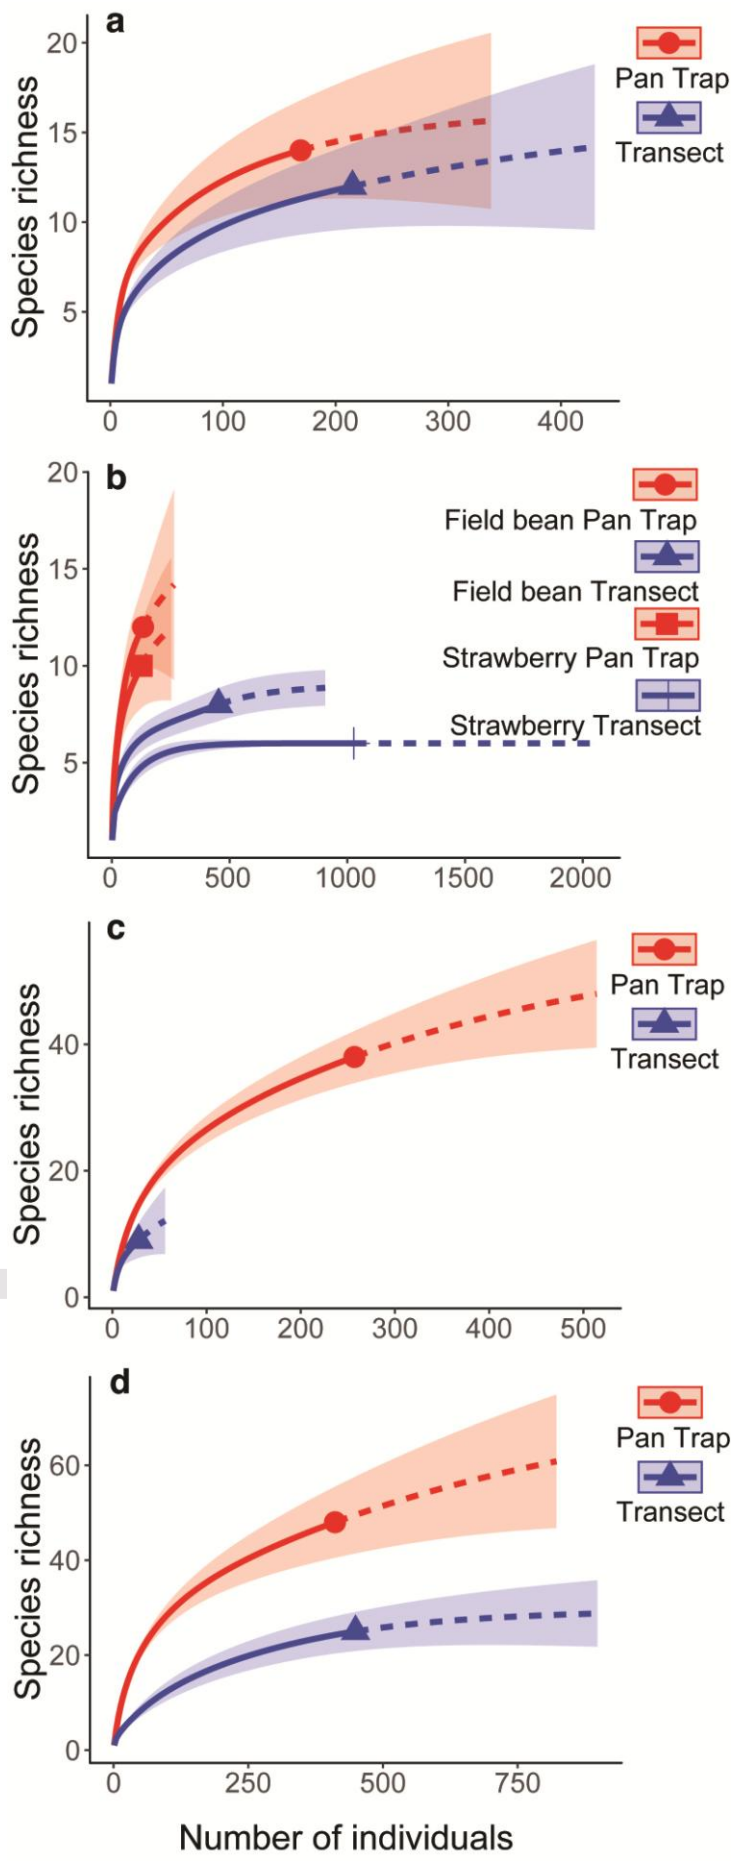 a
Species richness
20
15
10
5
0
100
200
300
400
Pan Trap
Transect
b
Species richness
20
15
10
5
0
500
1000
1500
2000
Field bean Pan Trap
Field bean Transect
Strawberry Pan Trap
Strawberry Transect
c
Species richness
40
20
0
0
100
200
300
400
500
Pan Trap
Transect
d
Species richness
60
40
20
0
0
250
500
750
Pan Trap
Transect
Number of individuals